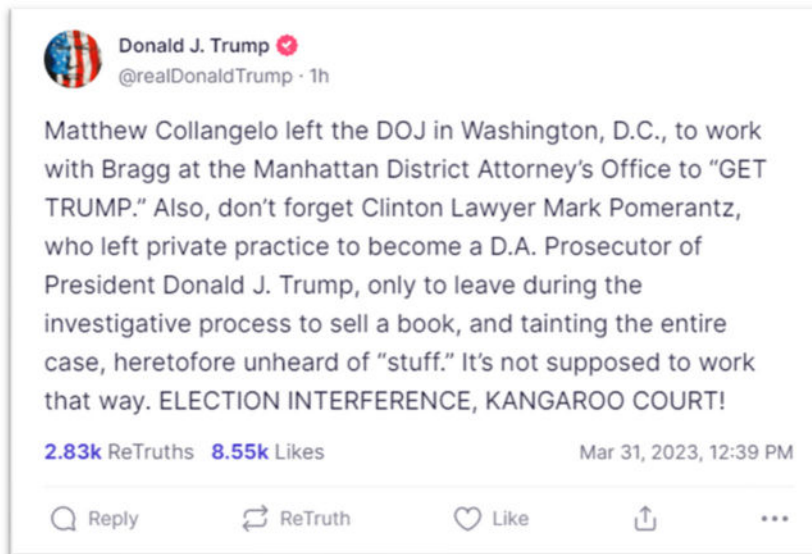 Donald J. Trump
@realDonaldTrump · 1h
Matthew Collangelo left the DOJ in Washington, D.C., to work
with Bragg at the Manhattan District Attorney’s Office to “GET
TRUMP.” Also, don’t forget Clinton Lawyer Mark Pomerantz,
who left private practice to become a D.A. Prosecutor of
President Donald J. Trump, only to leave during the
investigative process to sell a book, and tainting the entire
case, heretofore unheard of “stuff.” It’s not supposed to work
that way. ELECTION INTERFERENCE, KANGAROO COURT!
2.83k ReTruths 8.55k Likes Mar 31, 2023, 12:39 PM
Reply ReTruth Like